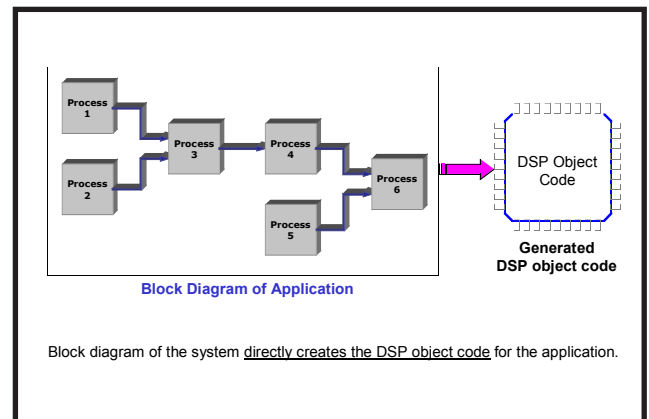 Process
1
Process
2
Process
3
Process
4
Process
5
Process
6
DSP Object
Code
Generated
DSP object code
Block Diagram of Application
Block diagram of the system directly creates the DSP object code for the application.